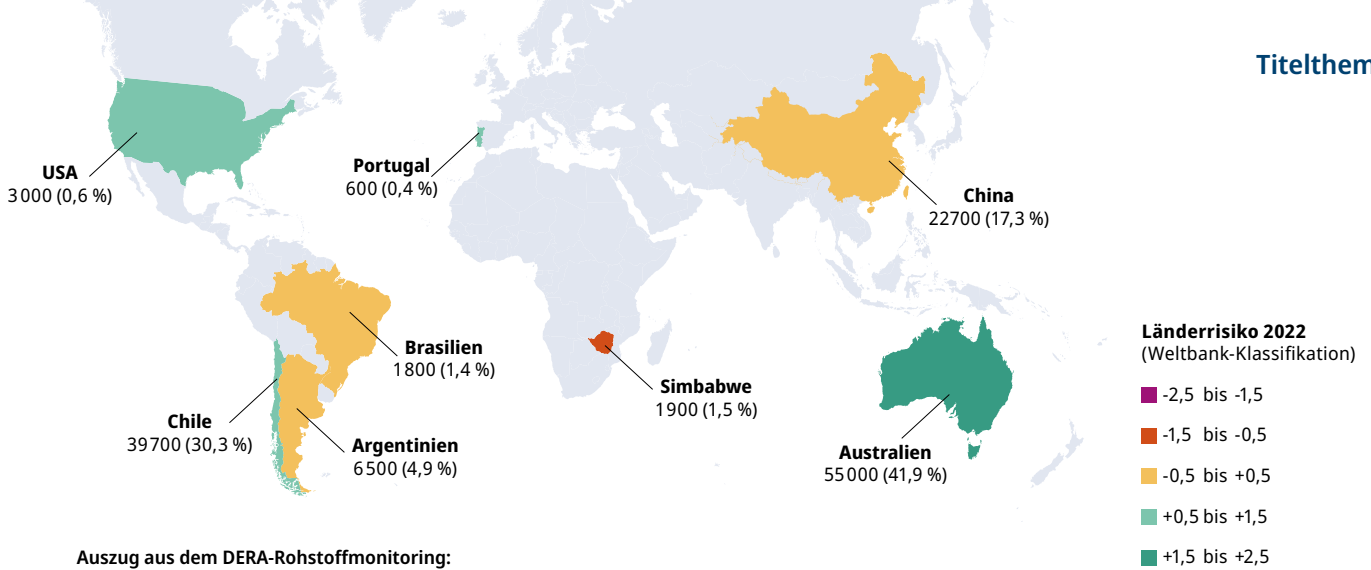 Titelthem
USA
3000 (0,6 %)
Portugal
600 (0,4 %)
China
22700 (17,3 %)
Brasilien
1800 (1,4 %)
Simbabwe
1900 (1,5 %)
Chile
39700 (30,3 %)
Argentinien
6500 (4,9 %)
Australien
55000 (41,9 %)
Länderrisiko 2022
(Weltbank-Klassifikation)
-2,5 bis -1,5
-1,5 bis -0,5
-0,5 bis +0,5
+0,5 bis +1,5
+1,5 bis +2,5
Auszug aus dem DERA-Rohstoffmonitoring: